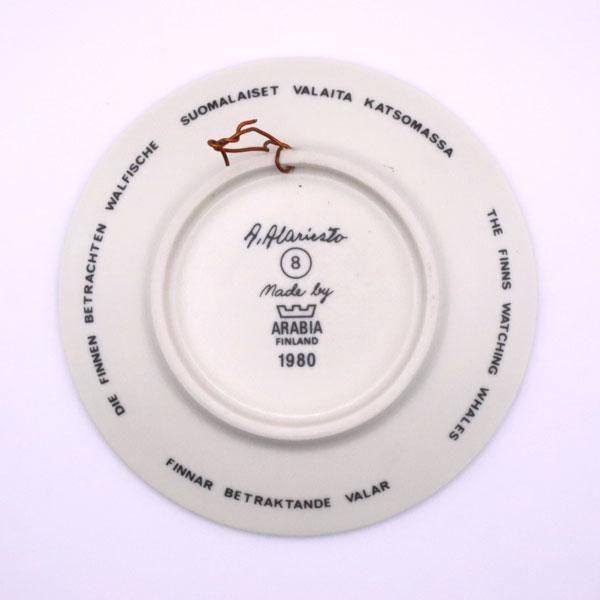 SUOMALAISET VALAITA KATSOMASSA
THE FINNS WATCHING WHALES
FINNAR BETRAKTANDE VALAR
DIE FINNEN BETRACHTEN WALFISCHE
A. Alariesto
8
Made by
ARABIA
FINLAND
1980